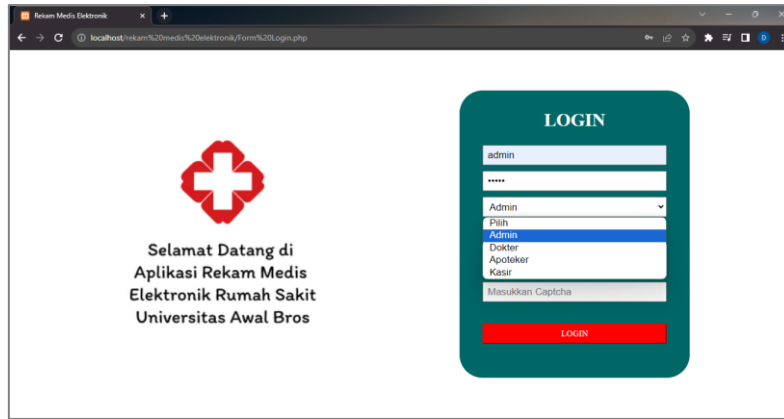 Rekam Medis Elektronik
localhost/rekam%20medis%20elektronik/Form%20Login.php
D
LOGIN
admin
•••••
Admin
Pilih
Admin
Dokter
Apoteker
Kasir
Masukkan Captcha
LOGIN
Selamat Datang di
Aplikasi Rekam Medis
Elektronik Rumah Sakit
Universitas Awal Bros